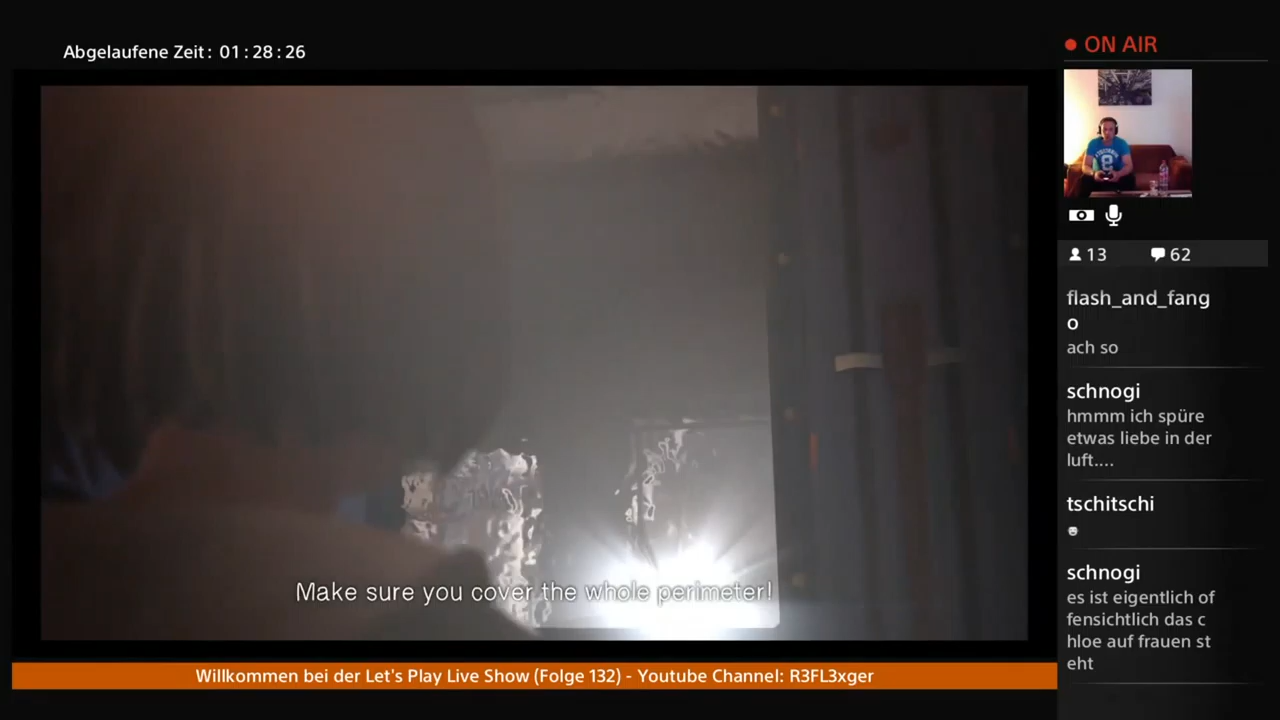 Abgelaufene Zeit: 01:28:26
ON AIR
13 62
flash_and_fang
o
ach so
schnogi
hmmm ich spüre
etwas liebe in der
luft....
tschitschi
schnogi
es ist eigentlich of
fensichtlich das c
hloe auf frauen st
eht
Make sure you cover the whole perimeter!
Willkommen bei der Let's Play Live Show (Folge 132) - Youtube Channel: R3FL3xger